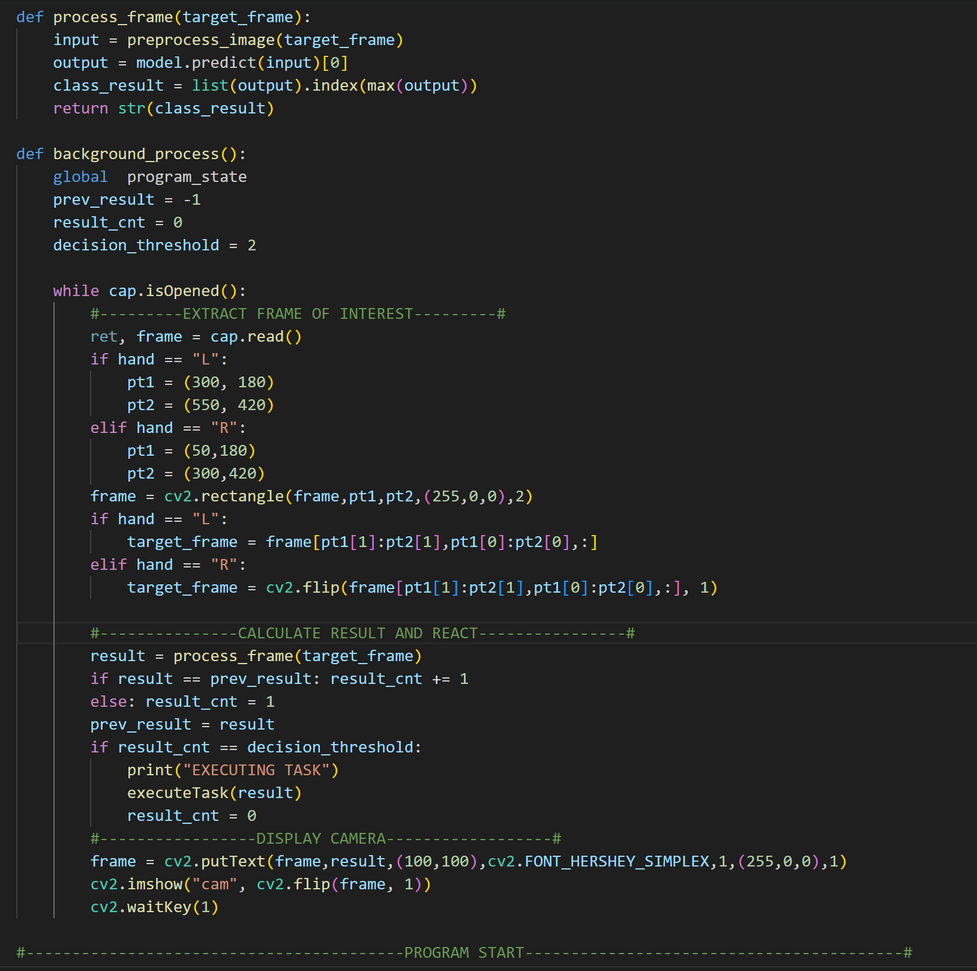 def process_frame(target_frame):
    input = preprocess_image(target_frame)
    output = model.predict(input)[0]
    class_result = list(output).index(max(output))
    return str(class_result)

def background_process():
    global  program_state
    prev_result = -1
    result_cnt = 0
    decision_threshold = 2

    while cap.isOpened():
        #---------EXTRACT FRAME OF INTEREST---------#
        ret, frame = cap.read()
        if hand == "L":
            pt1 = (300, 180)
            pt2 = (550, 420)
        elif hand == "R":
            pt1 = (50,180)
            pt2 = (300,420)
        frame = cv2.rectangle(frame,pt1,pt2,(255,0,0),2)
        if hand == "L":
            target_frame = frame[pt1[1]:pt2[1],pt1[0]:pt2[0],:]
        elif hand == "R":
            target_frame = cv2.flip(frame[pt1[1]:pt2[1],pt1[0]:pt2[0],:], 1)

        #---------------CALCULATE RESULT AND REACT----------------#
        result = process_frame(target_frame)
        if result == prev_result: result_cnt += 1
        else: result_cnt = 1
        prev_result = result
        if result_cnt == decision_threshold:
            print("EXECUTING TASK")
            executeTask(result)
            result_cnt = 0
        #-----------------DISPLAY CAMERA------------------#
        frame = cv2.putText(frame,result,(100,100),cv2.FONT_HERSHEY_SIMPLEX,1,(255,0,0),1)
        cv2.imshow("cam", cv2.flip(frame, 1))
        cv2.waitKey(1)

#-----------------------------------------PROGRAM START-----------------------------------------#